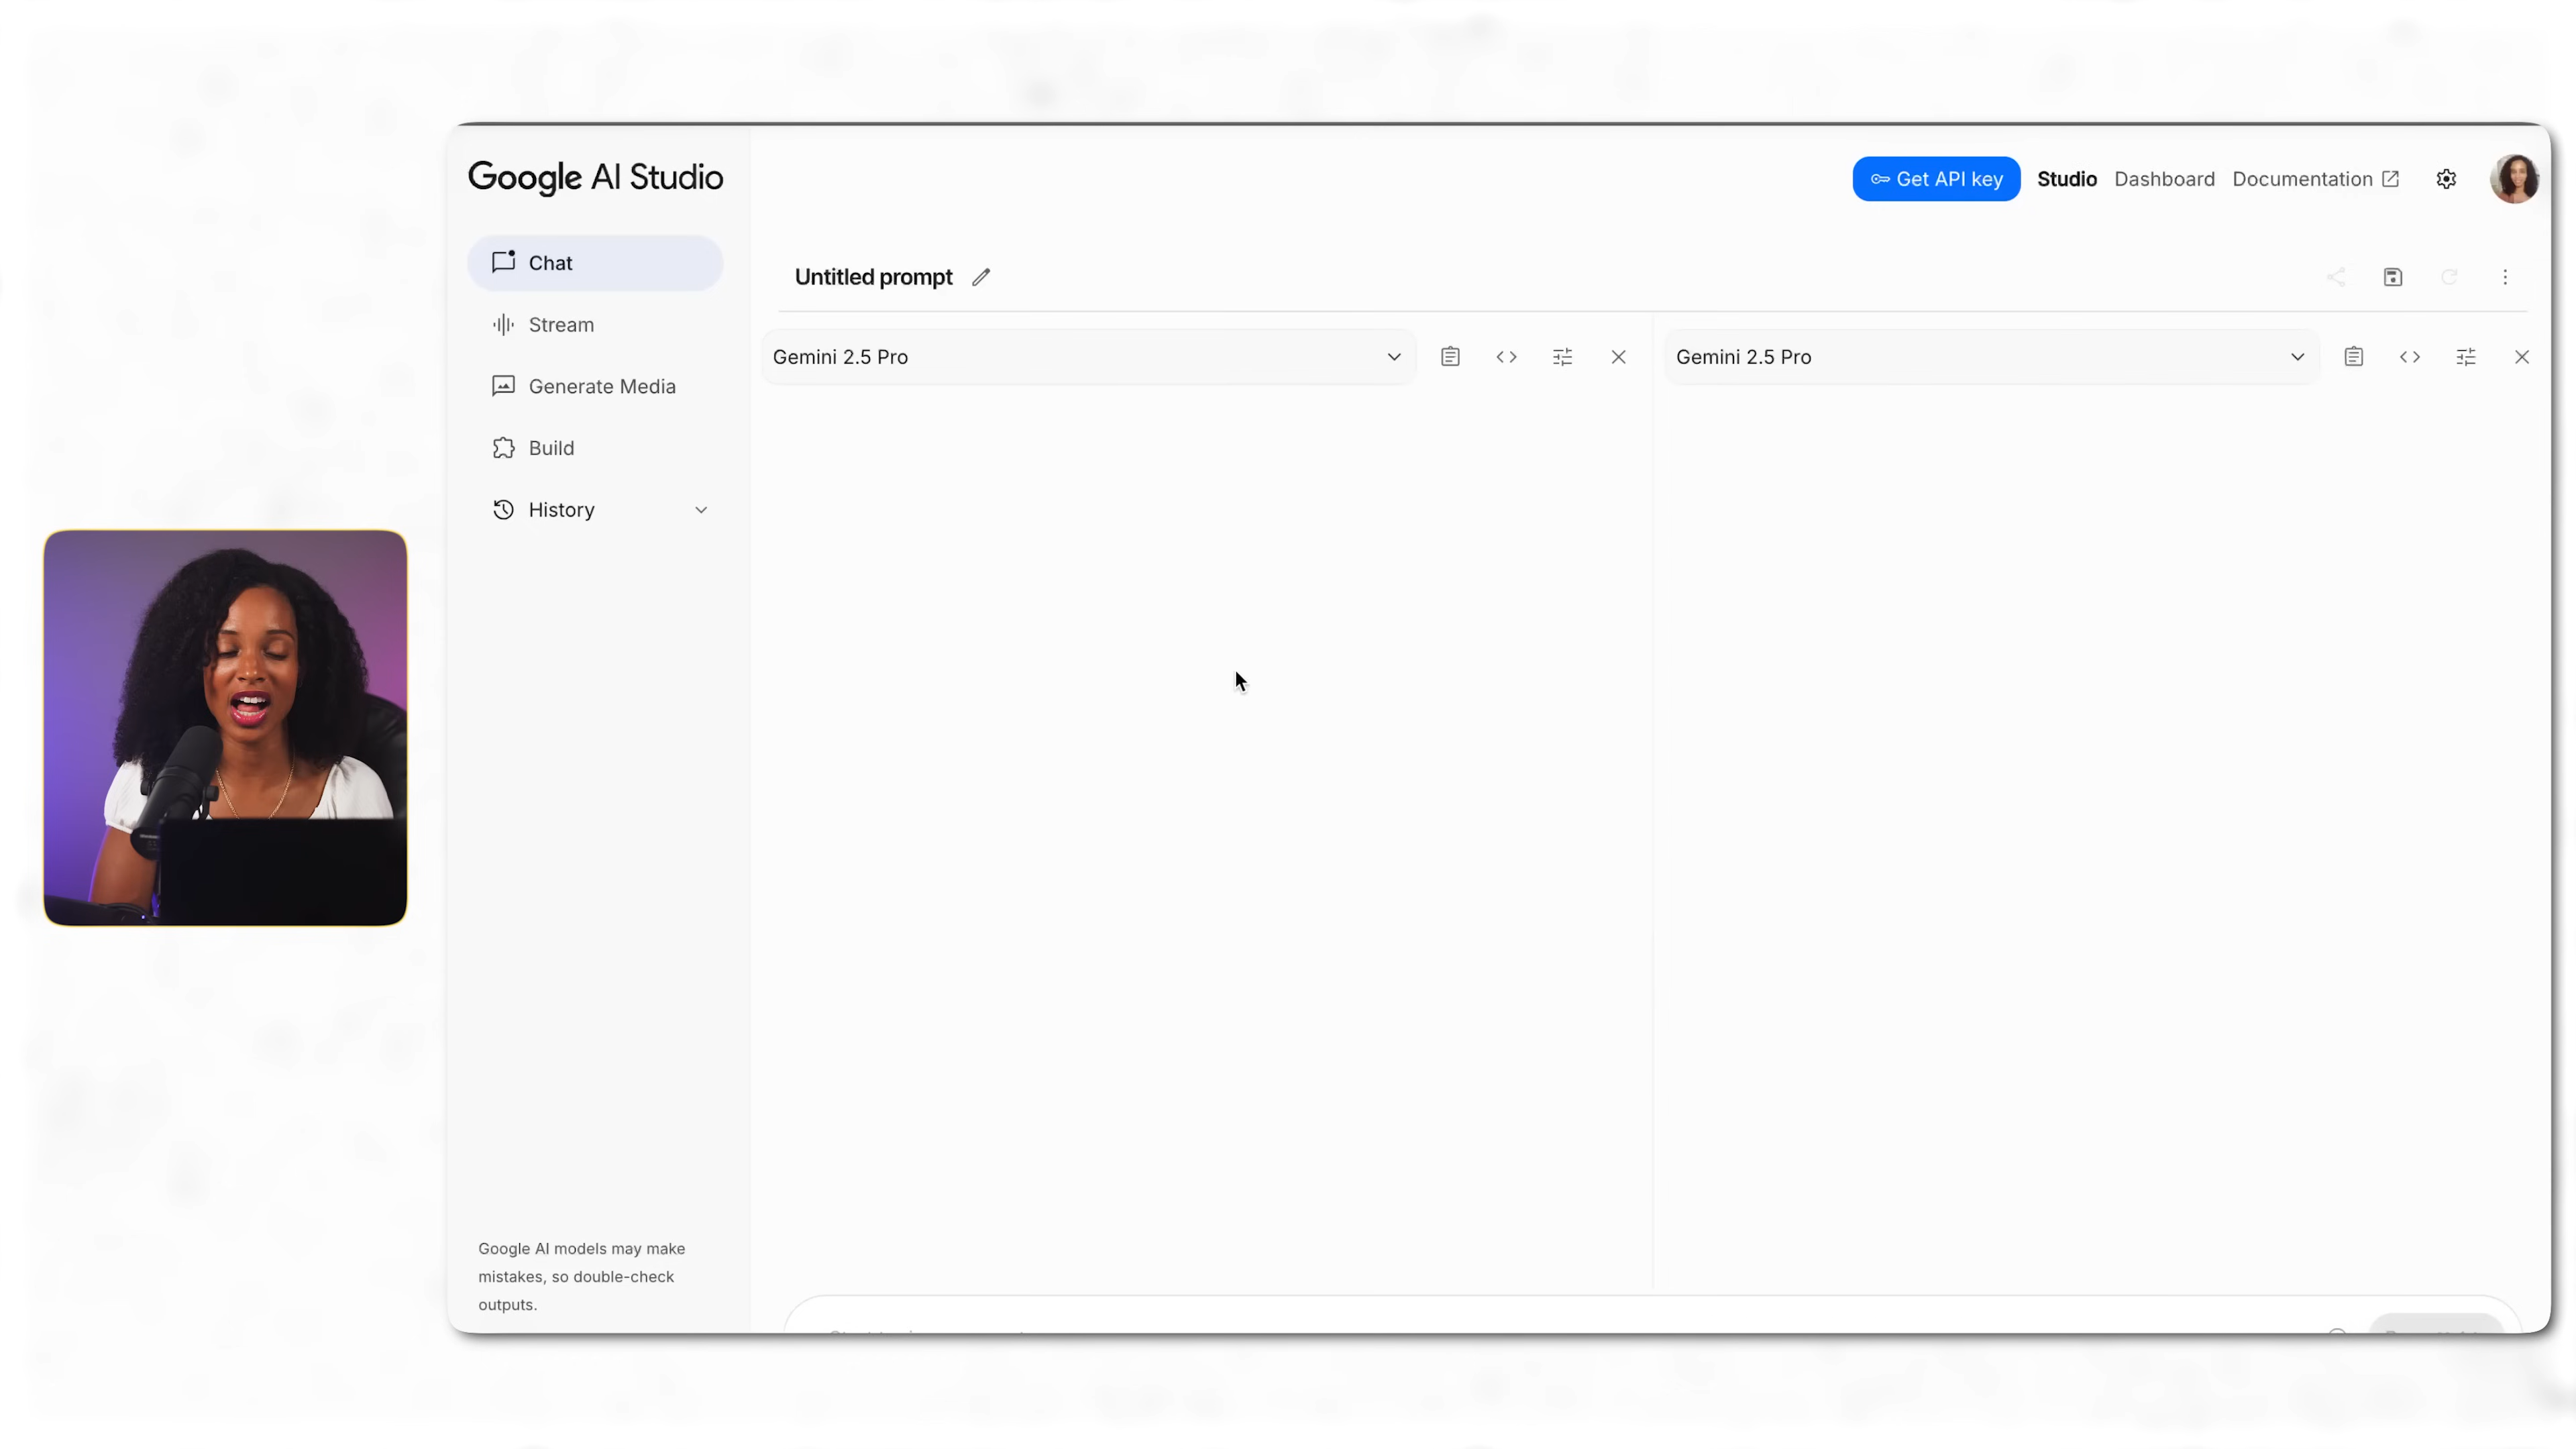 Google AI Studio
Get API key
Studio
Dashboard
Documentation
Chat
Stream
Generate Media
Build
History
Untitled prompt
Gemini 2.5 Pro
Gemini 2.5 Pro
Google AI models may make
mistakes, so double-check
outputs.